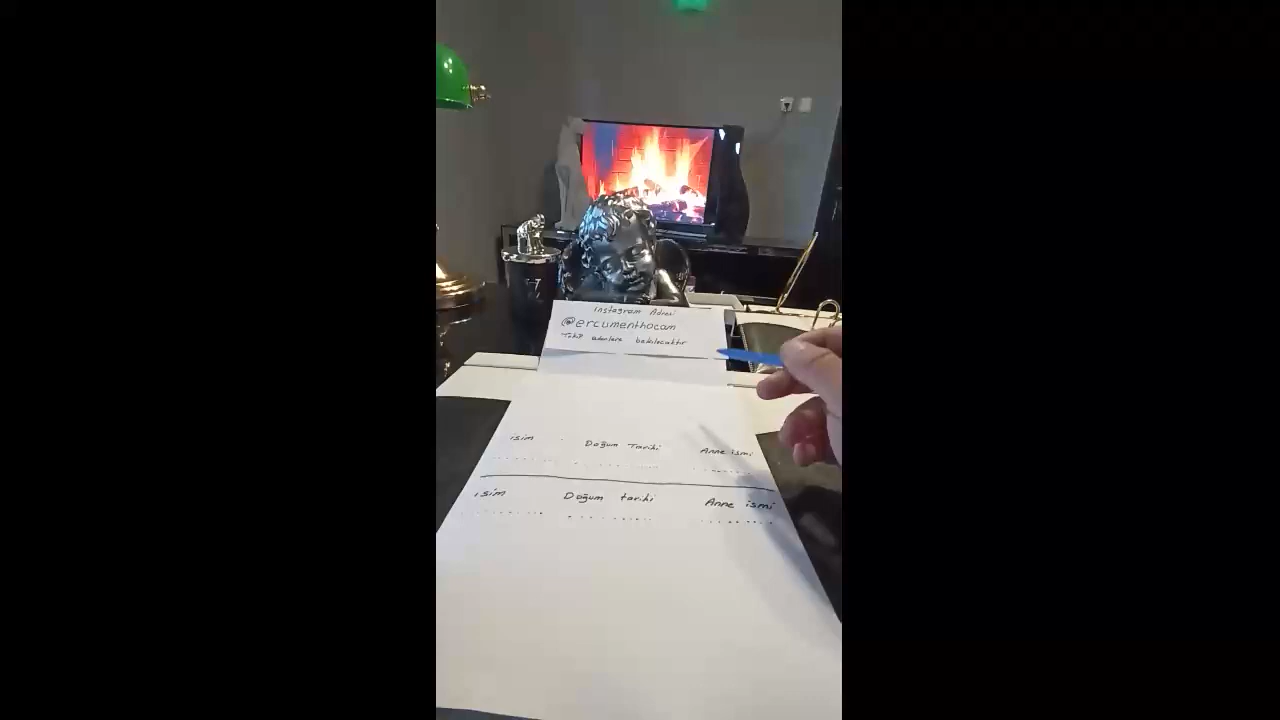 Instagram Adresi
@ercumenthocam
Takip edenlere bakılacaktır
isim Doğum Tarihi Anne ismi
isim Doğum tarihi Anne ismi